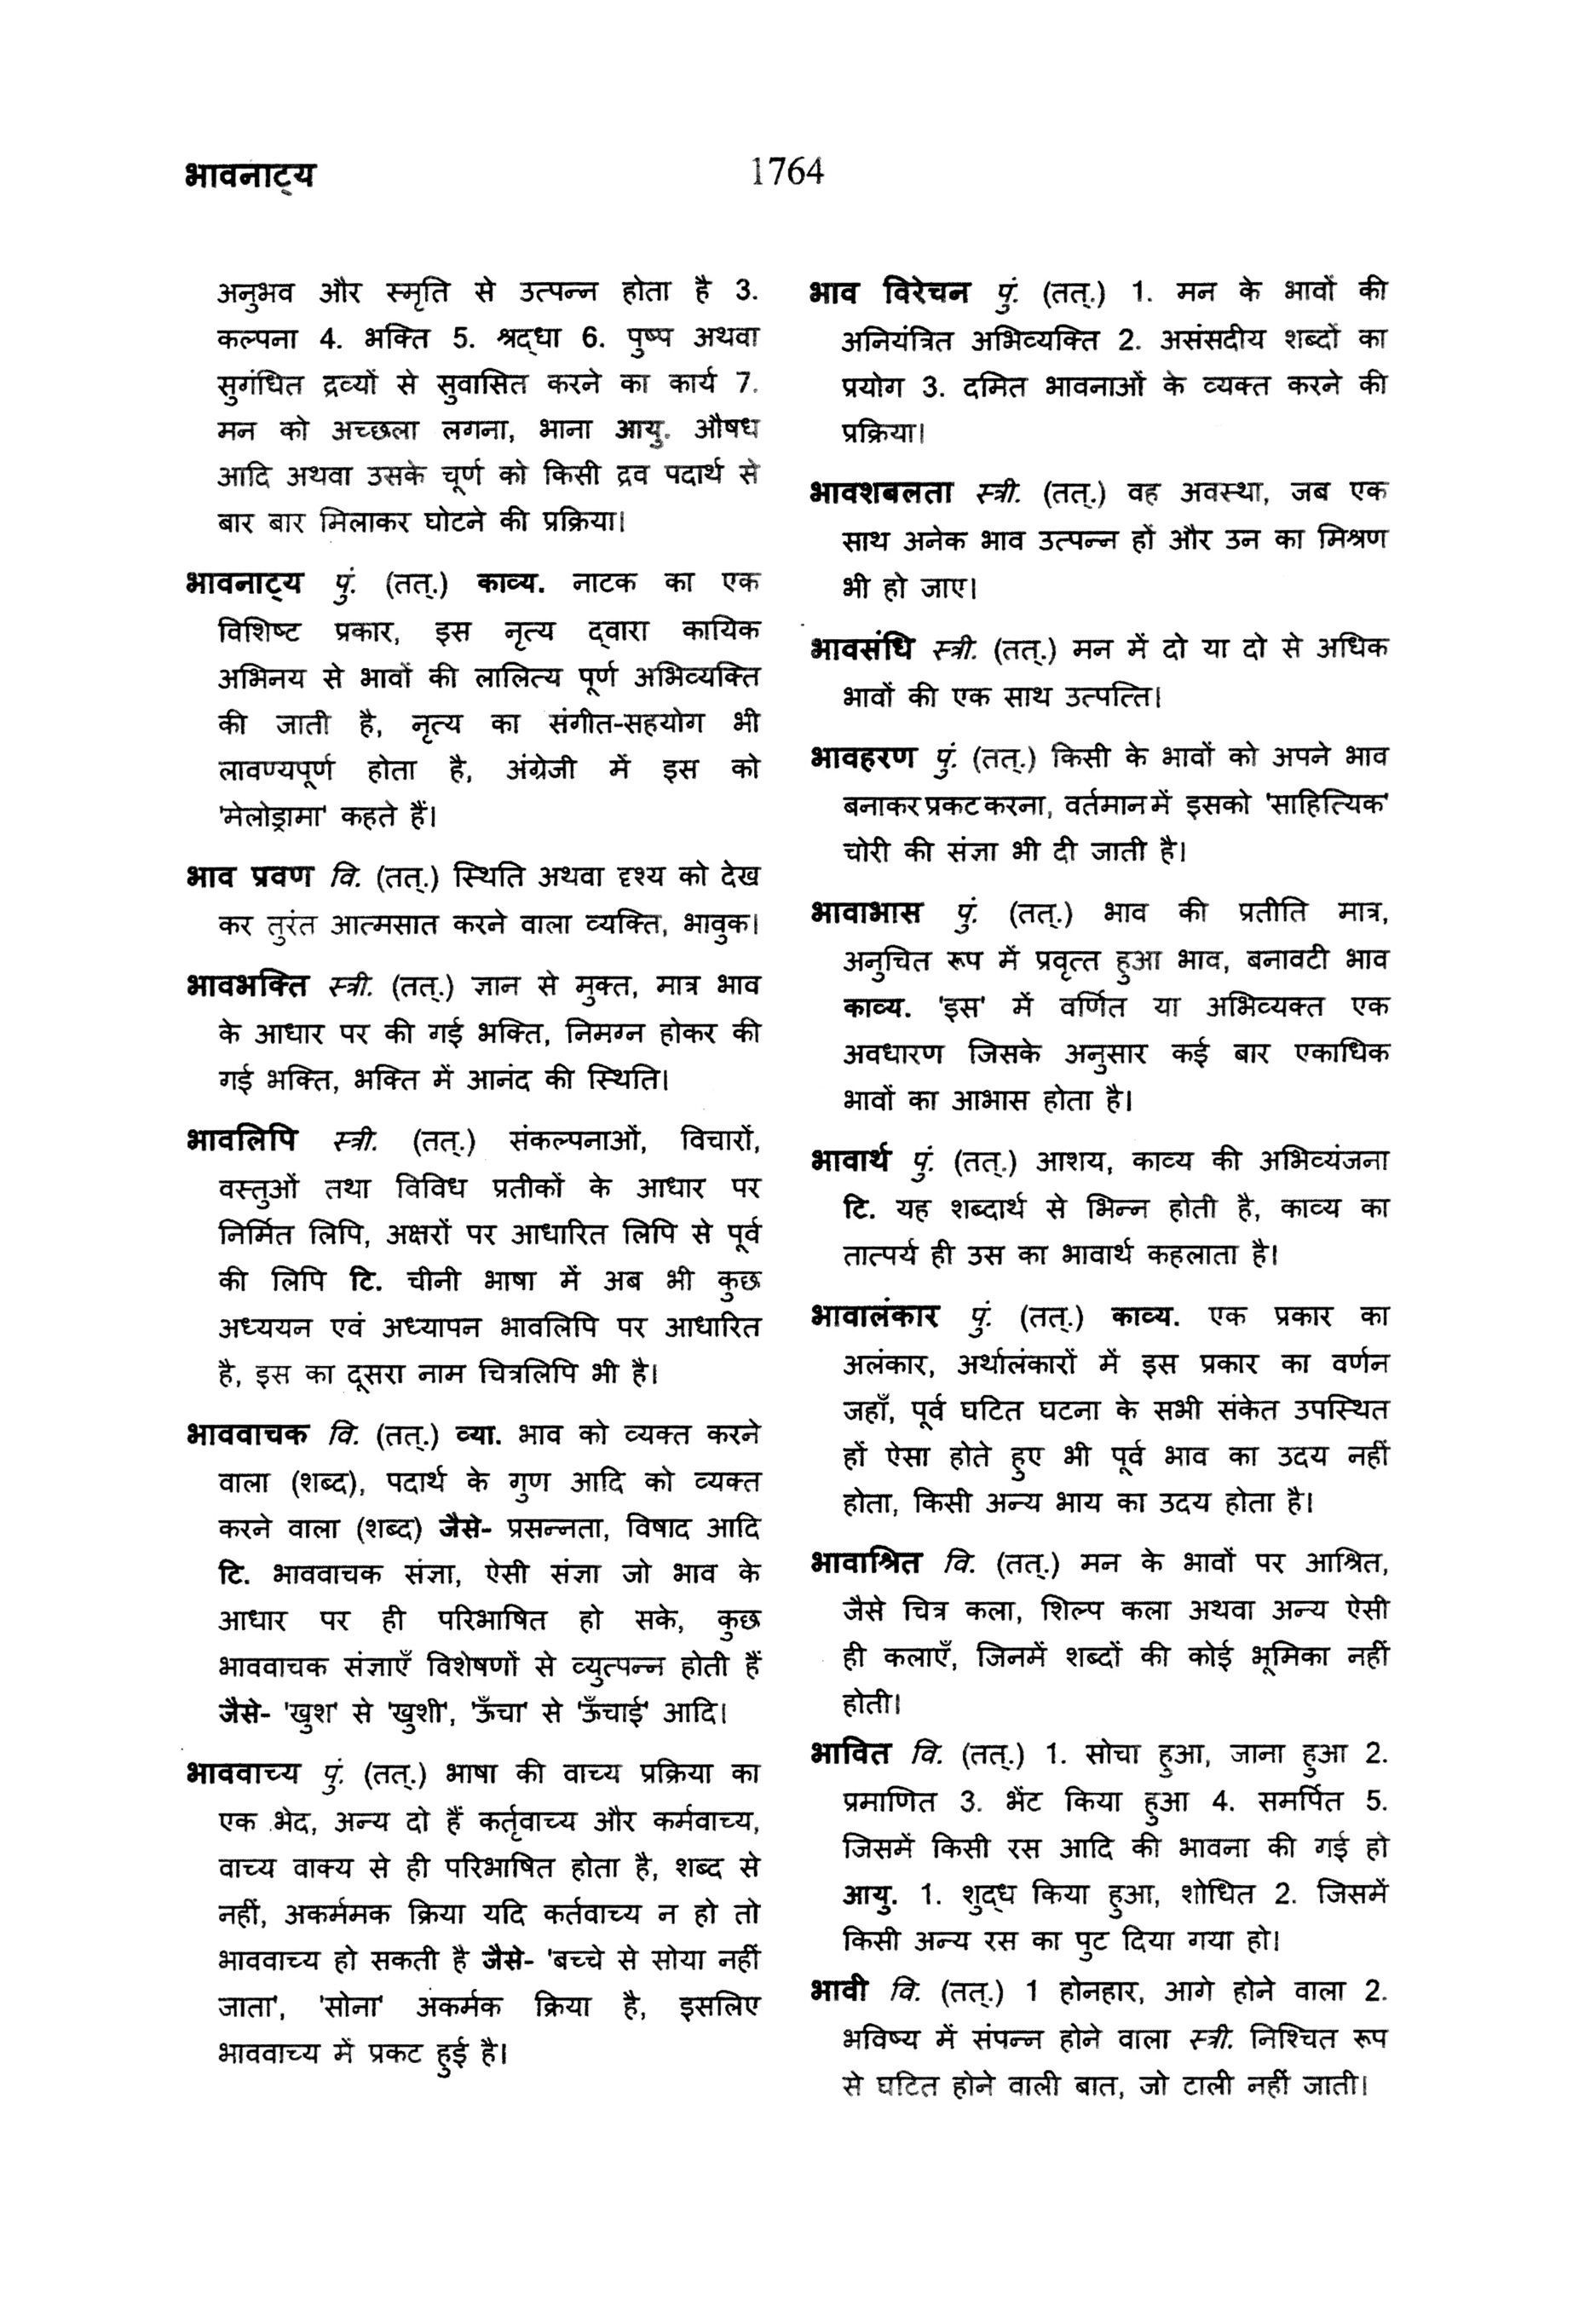 भावनाट्य
1764
अनुभव और स्मृति से उत्पन्न होता है 3.
कल्पना 4. भक्ति 5. श्रद्धा 6. पुष्प अथवा
सुगंधित द्रव्यों से सुवासित करने का कार्य 7.
मन को अच्छला लगना, भाना आयु. औषध
आदि अथवा उसके चूर्ण को किसी द्रव पदार्थ से
बार बार मिलाकर घोटने की प्रक्रिया।
भावनाट्य पुं. (तत्.) काव्य. नाटक का एक
विशिष्ट प्रकार, इस नृत्य द्वारा कायिक
अभिनय से भावों की लालित्य पूर्ण अभिव्यक्ति
की जाती है, नृत्य का संगीत-सहयोग भी
लावण्यपूर्ण होता है, अंग्रेजी में इस को
'मेलोड्रामा' कहते हैं।
भाव प्रवण वि. (तत्.) स्थिति अथवा दृश्य को देख
कर तुरंत आत्मसात करने वाला व्यक्ति, भावुक।
भावभक्ति स्त्री. (तत्.) ज्ञान से मुक्त, मात्र भाव
के आधार पर की गई भक्ति, निमग्न होकर की
गई भक्ति, भक्ति में आनंद की स्थिति।
भावलिपि स्त्री. (तत्.) संकल्पनाओं, विचारों,
वस्तुओं तथा विविध प्रतीकों के आधार पर
निर्मित लिपि, अक्षरों पर आधारित लिपि से पूर्व
की लिपि टि. चीनी भाषा में अब भी कुछ
अध्ययन एवं अध्यापन भावलिपि पर आधारित
है, इस का दूसरा नाम चित्रलिपि भी है।
भाववाचक वि. (तत्.) व्या. भाव को व्यक्त करने
वाला (शब्द), पदार्थ के गुण आदि को व्यक्त
करने वाला (शब्द) जैसे- प्रसन्नता, विषाद आदि
टि. भाववाचक संज्ञा, ऐसी संज्ञा जो भाव के
आधार पर ही परिभाषित हो सके, कुछ
भाववाचक संज्ञाएँ विशेषणों से व्युत्पन्न होती हैं
जैसे- 'खुश' से 'खुशी', 'ऊँचा' से 'ऊँचाई' आदि।
भाववाच्य पुं. (तत्.) भाषा की वाच्य प्रक्रिया का
एक भेद, अन्य दो हैं कर्तृवाच्य और कर्मवाच्य,
वाच्य वाक्य से ही परिभाषित होता है, शब्द से
नहीं, अकर्ममक क्रिया यदि कर्तवाच्य न हो तो
भाववाच्य हो सकती है जैसे- 'बच्चे से सोया नहीं
जाता', 'सोना' अकर्मक क्रिया है, इसलिए
भाववाच्य में प्रकट हुई है।
भाव विरेचन पुं. (तत्.) 1. मन के भावों की
अनियंत्रित अभिव्यक्ति 2. असंसदीय शब्दों का
प्रयोग 3. दमित भावनाओं के व्यक्त करने की
प्रक्रिया।
भावशबलता स्त्री. (तत्.) वह अवस्था, जब एक
साथ अनेक भाव उत्पन्न हों और उन का मिश्रण
भी हो जाए।
भावसंधि स्त्री. (तत्.) मन में दो या दो से अधिक
भावों की एक साथ उत्पत्ति।
भावहरण पुं. (तत्.) किसी के भावों को अपने भाव
बनाकर प्रकट करना, वर्तमान में इसको 'साहित्यिक'
चोरी की संज्ञा भी दी जाती है।
भावाभास पुं. (तत्.) भाव की प्रतीति मात्र,
अनुचित रूप में प्रवृत्त हुआ भाव, बनावटी भाव
काव्य. 'इस' में वर्णित या अभिव्यक्त एक
अवधारण जिसके अनुसार कई बार एकाधिक
भावों का आभास होता है।
भावार्थ पुं. (तत्.) आशय, काव्य की अभिव्यंजना
टि. यह शब्दार्थ से भिन्न होती है, काव्य का
तात्पर्य ही उस का भावार्थ कहलाता है।
भावालंकार पुं. (तत्.) काव्य. एक प्रकार का
अलंकार, अर्थालंकारों में इस प्रकार का वर्णन
जहाँ, पूर्व घटित घटना के सभी संकेत उपस्थित
हों ऐसा होते हुए भी पूर्व भाव का उदय नहीं
होता, किसी अन्य भाय का उदय होता है।
भावाश्रित वि. (तत्.) मन के भावों पर आश्रित,
जैसे चित्र कला, शिल्प कला अथवा अन्य ऐसी
ही कलाएँ, जिनमें शब्दों की कोई भूमिका नहीं
होती।
भावित वि. (तत्.) 1. सोचा हुआ, जाना हुआ 2.
प्रमाणित 3. भेंट किया हुआ 4. समर्पित 5.
जिसमें किसी रस आदि की भावना की गई हो
आयु. 1. शुद्ध किया हुआ, शोधित 2. जिसमें
किसी अन्य रस का पुट दिया गया हो।
भावी वि. (तत्.) 1 होनहार, आगे होने वाला 2.
भविष्य में संपन्न होने वाला स्त्री. निश्चित रूप
से घटित होने वाली बात, जो टाली नहीं जाती।